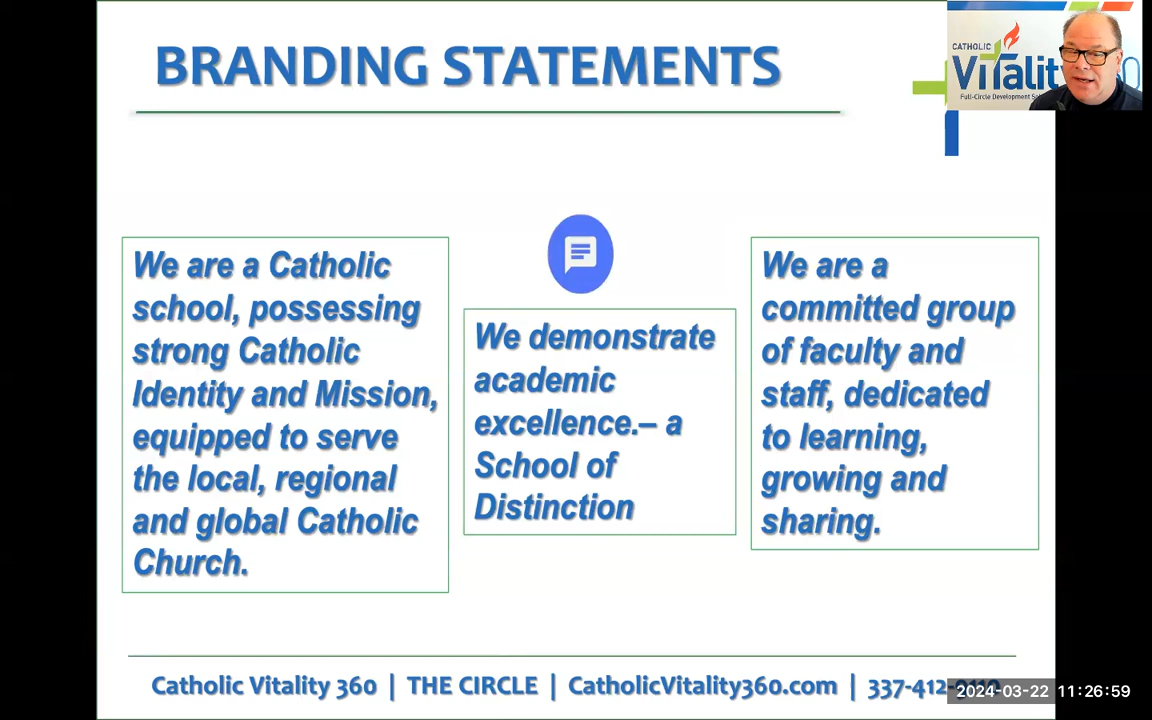 BRANDING STATEMENTS
CATHOLIC
Vitality
Full-Circle Development
We are a Catholic
school, possessing
strong Catholic
Identity and Mission,
equipped to serve
the local, regional
and global Catholic
Church.
We demonstrate
academic
excellence.– a
School of
Distinction
We are a
committed group
of faculty and
staff, dedicated
to learning,
growing and
sharing.
Catholic Vitality 360 | THE CIRCLE | CatholicVitality360.com | 337-412-
2024-03-22 11:26:59